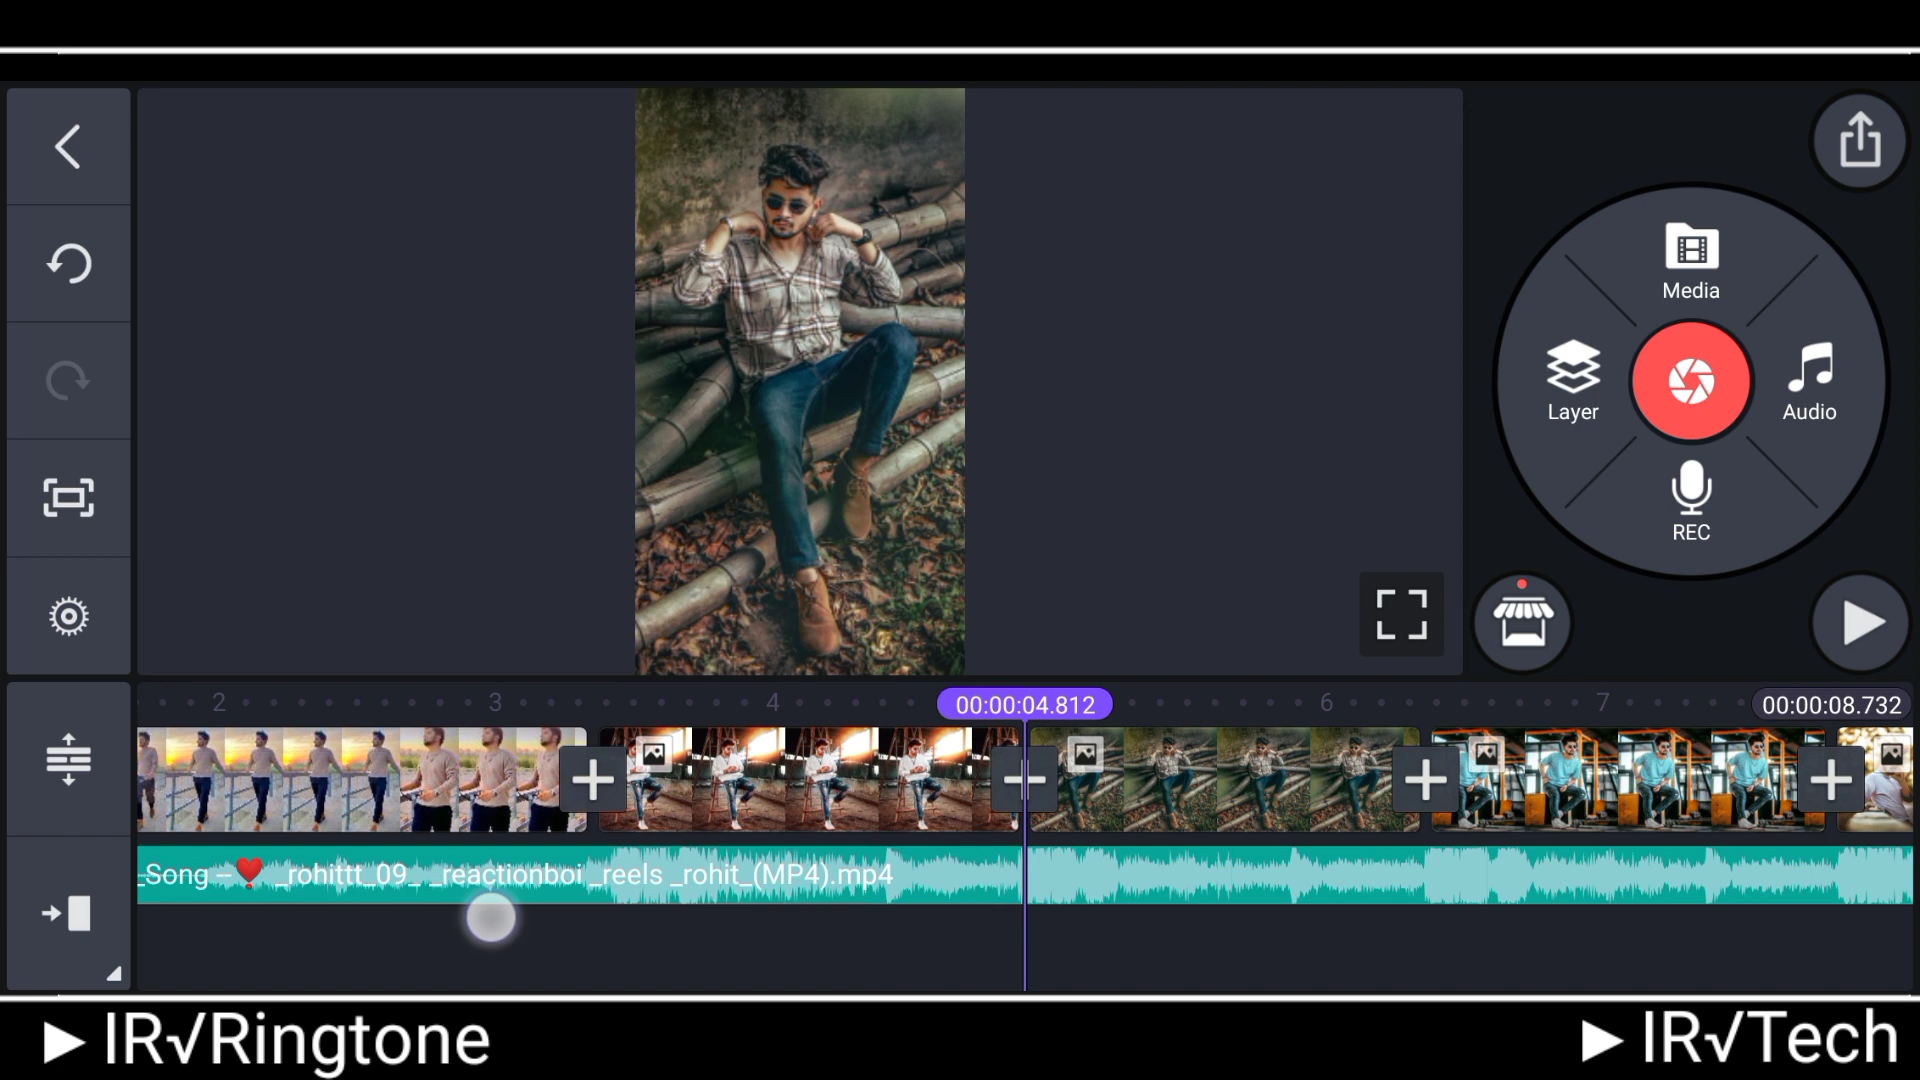 Media
Layer
Audio
REC
2
3
4
00:00:04.812
6
7
00:00:08.732
_Song --❣️ _rohittt_09_ _reactionboi _reels _rohit_(MP4).mp4
▶ IR√Ringtone
▶ IR√Tech